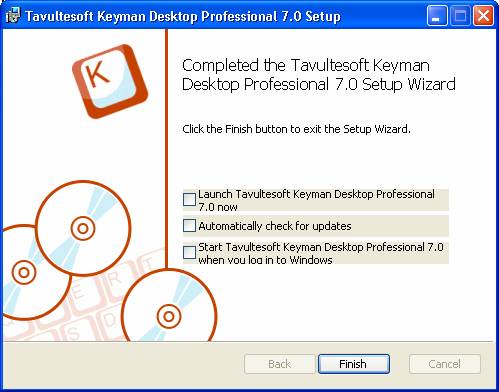 Tavultesoft Keyman Desktop Professional 7.0 Setup
K
Completed the Tavultesoft Keyman
Desktop Professional 7.0 Setup Wizard
Click the Finish button to exit the Setup Wizard.
Launch Tavultesoft Keyman Desktop Professional
7.0 now
Automatically check for updates
Start Tavultesoft Keyman Desktop Professional 7.0
when you log in to Windows
E R T
S D
Back Finish Cancel